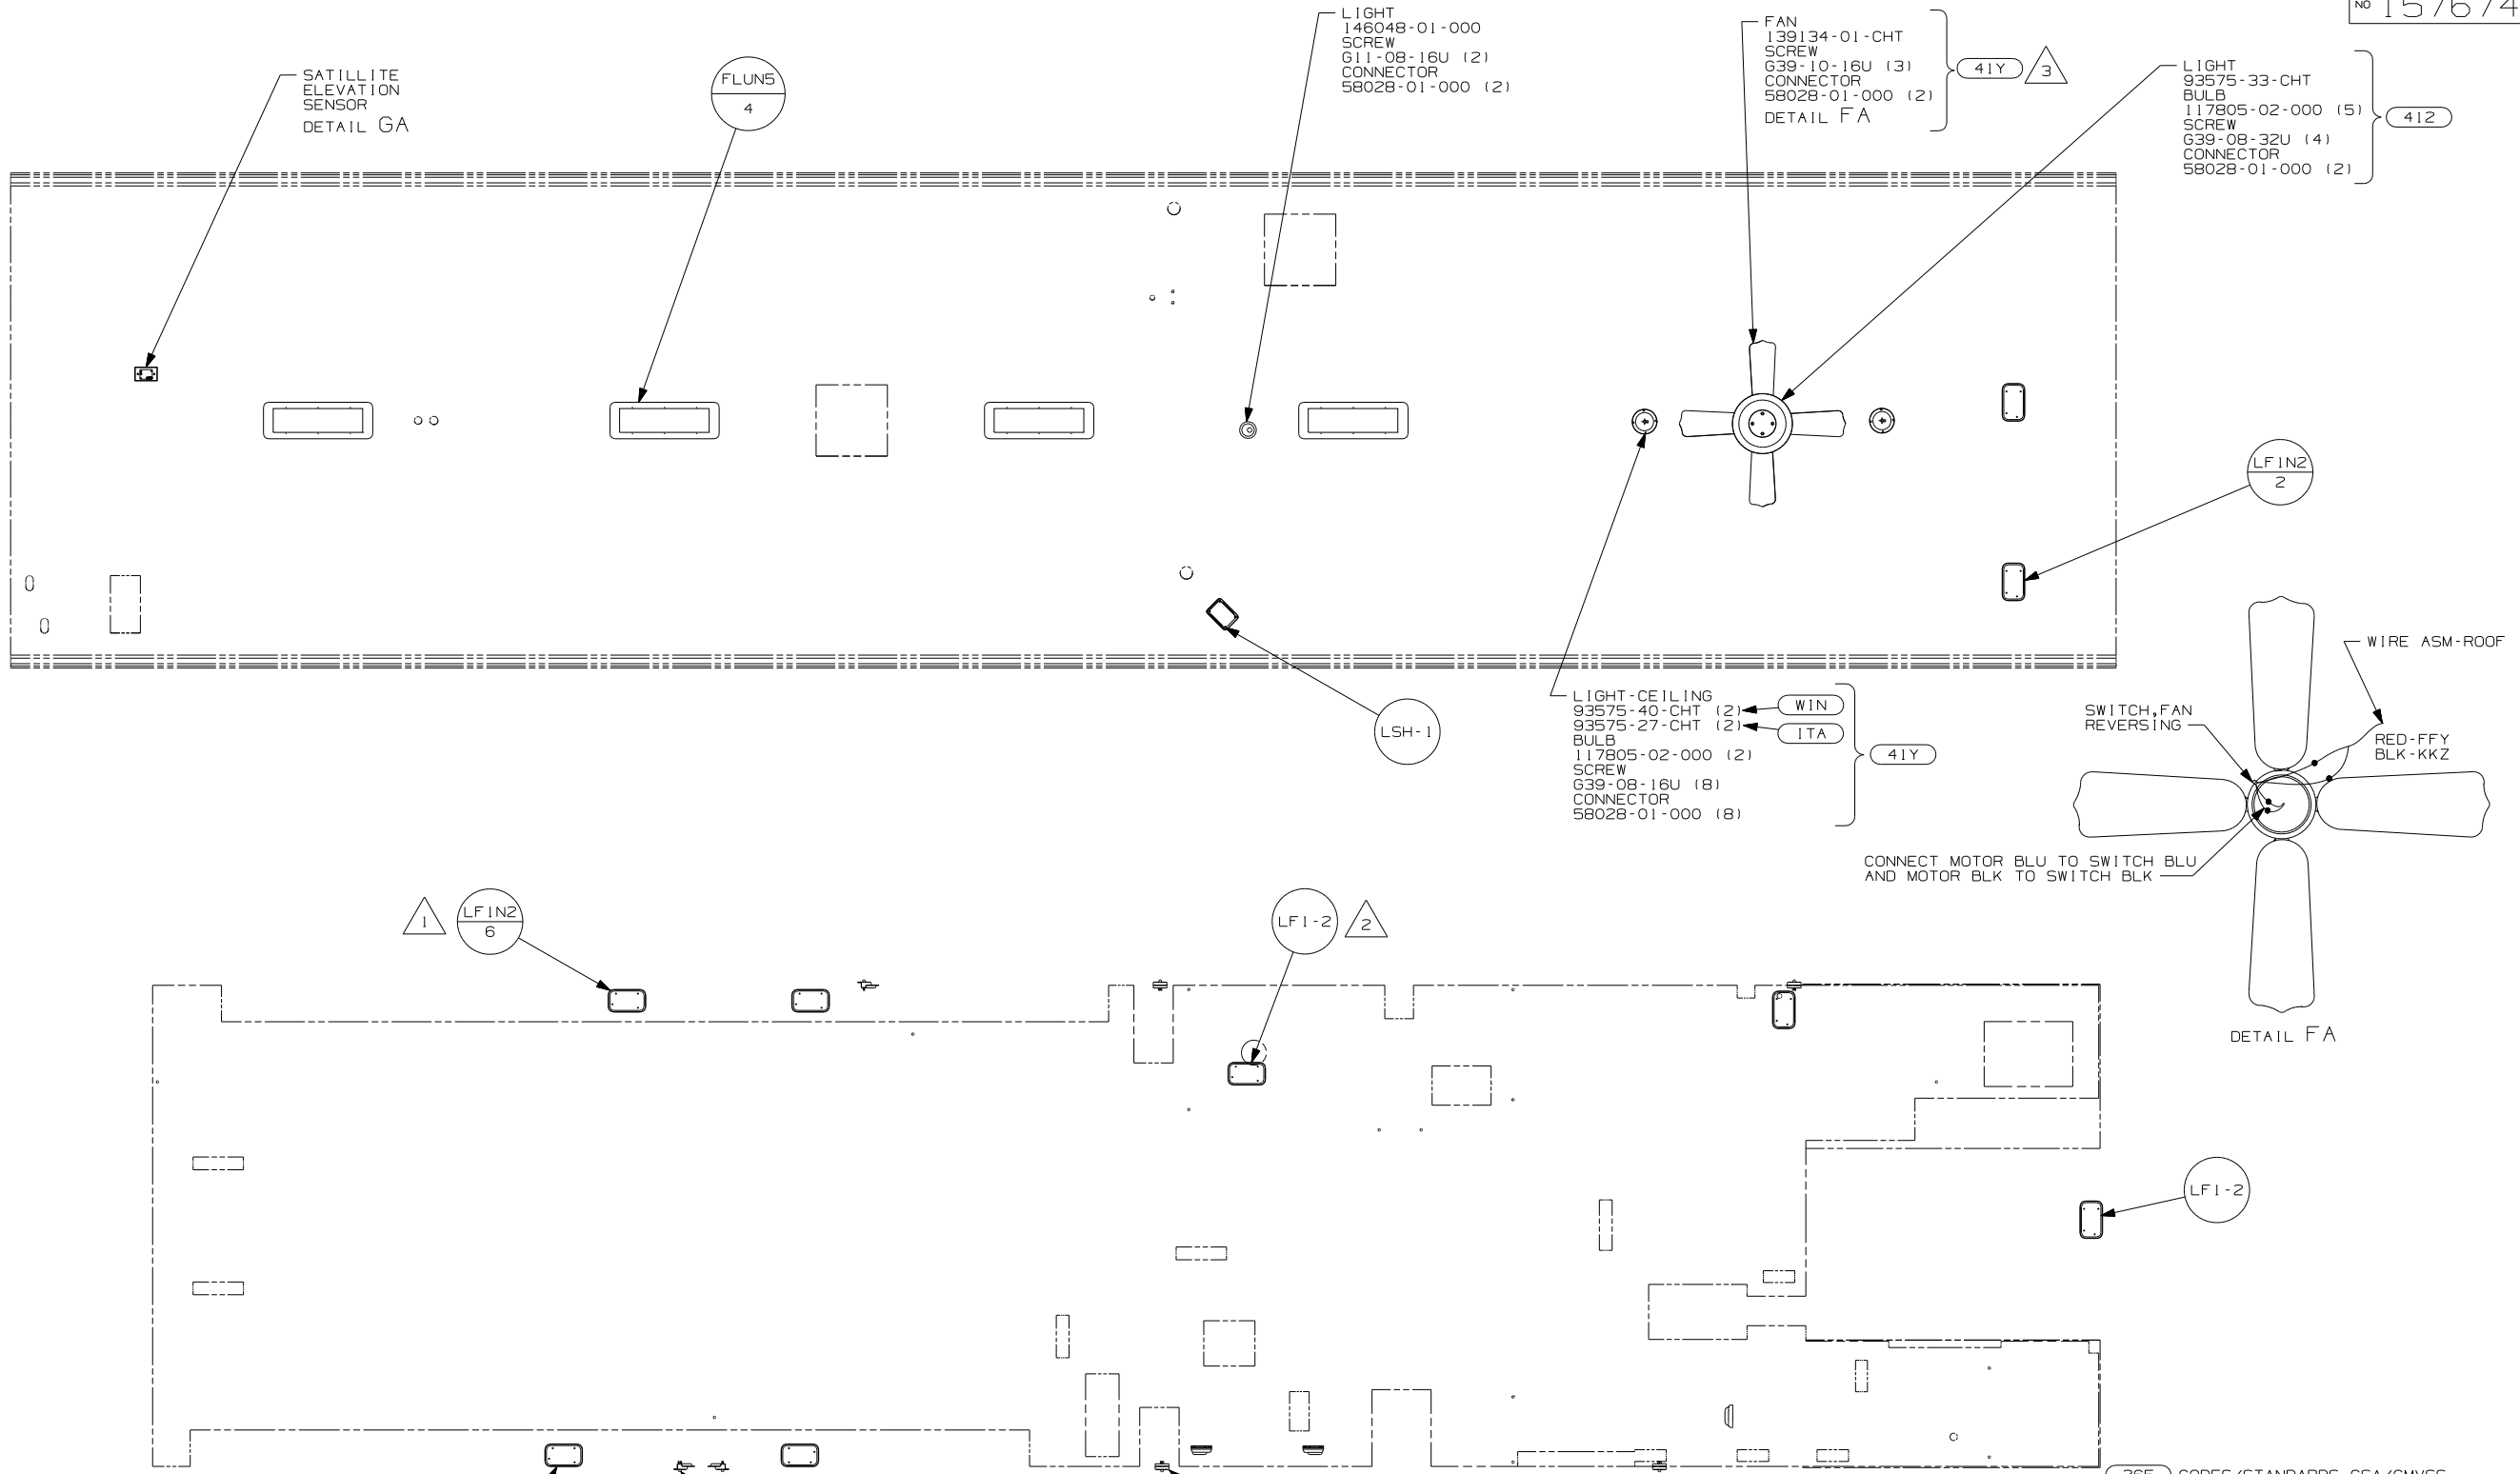 NO 157674
SATILLITE
ELEVATION
SENSOR
DETAIL GA
FLUN5
4
LIGHT
146048-01-000
SCREW
G11-08-16U (2)
CONNECTOR
58028-01-000 (2)
FAN
139134-01-CHT
SCREW
G39-10-16U (3)
CONNECTOR
58028-01-000 (2)
DETAIL FA
41Y
3
LIGHT
93575-33-CHT
BULB
117805-02-000 (5)
SCREW
G39-08-32U (4)
CONNECTOR
58028-01-000 (2)
412
LF1N2
2
LSH-1
LIGHT-CEILING
93575-40-CHT (2)
WIN
93575-27-CHT (2)
ITA
BULB
117805-02-000 (2)
SCREW
G39-08-16U (8)
CONNECTOR
58028-01-000 (8)
41Y
WIRE ASM-ROOF
SWITCH,FAN
REVERSING
RED-FFY
BLK-KKZ
CONNECT MOTOR BLU TO SWITCH BLU
AND MOTOR BLK TO SWITCH BLK
DETAIL FA
1
LF1N2
6
LF1-2
2
LF1-2